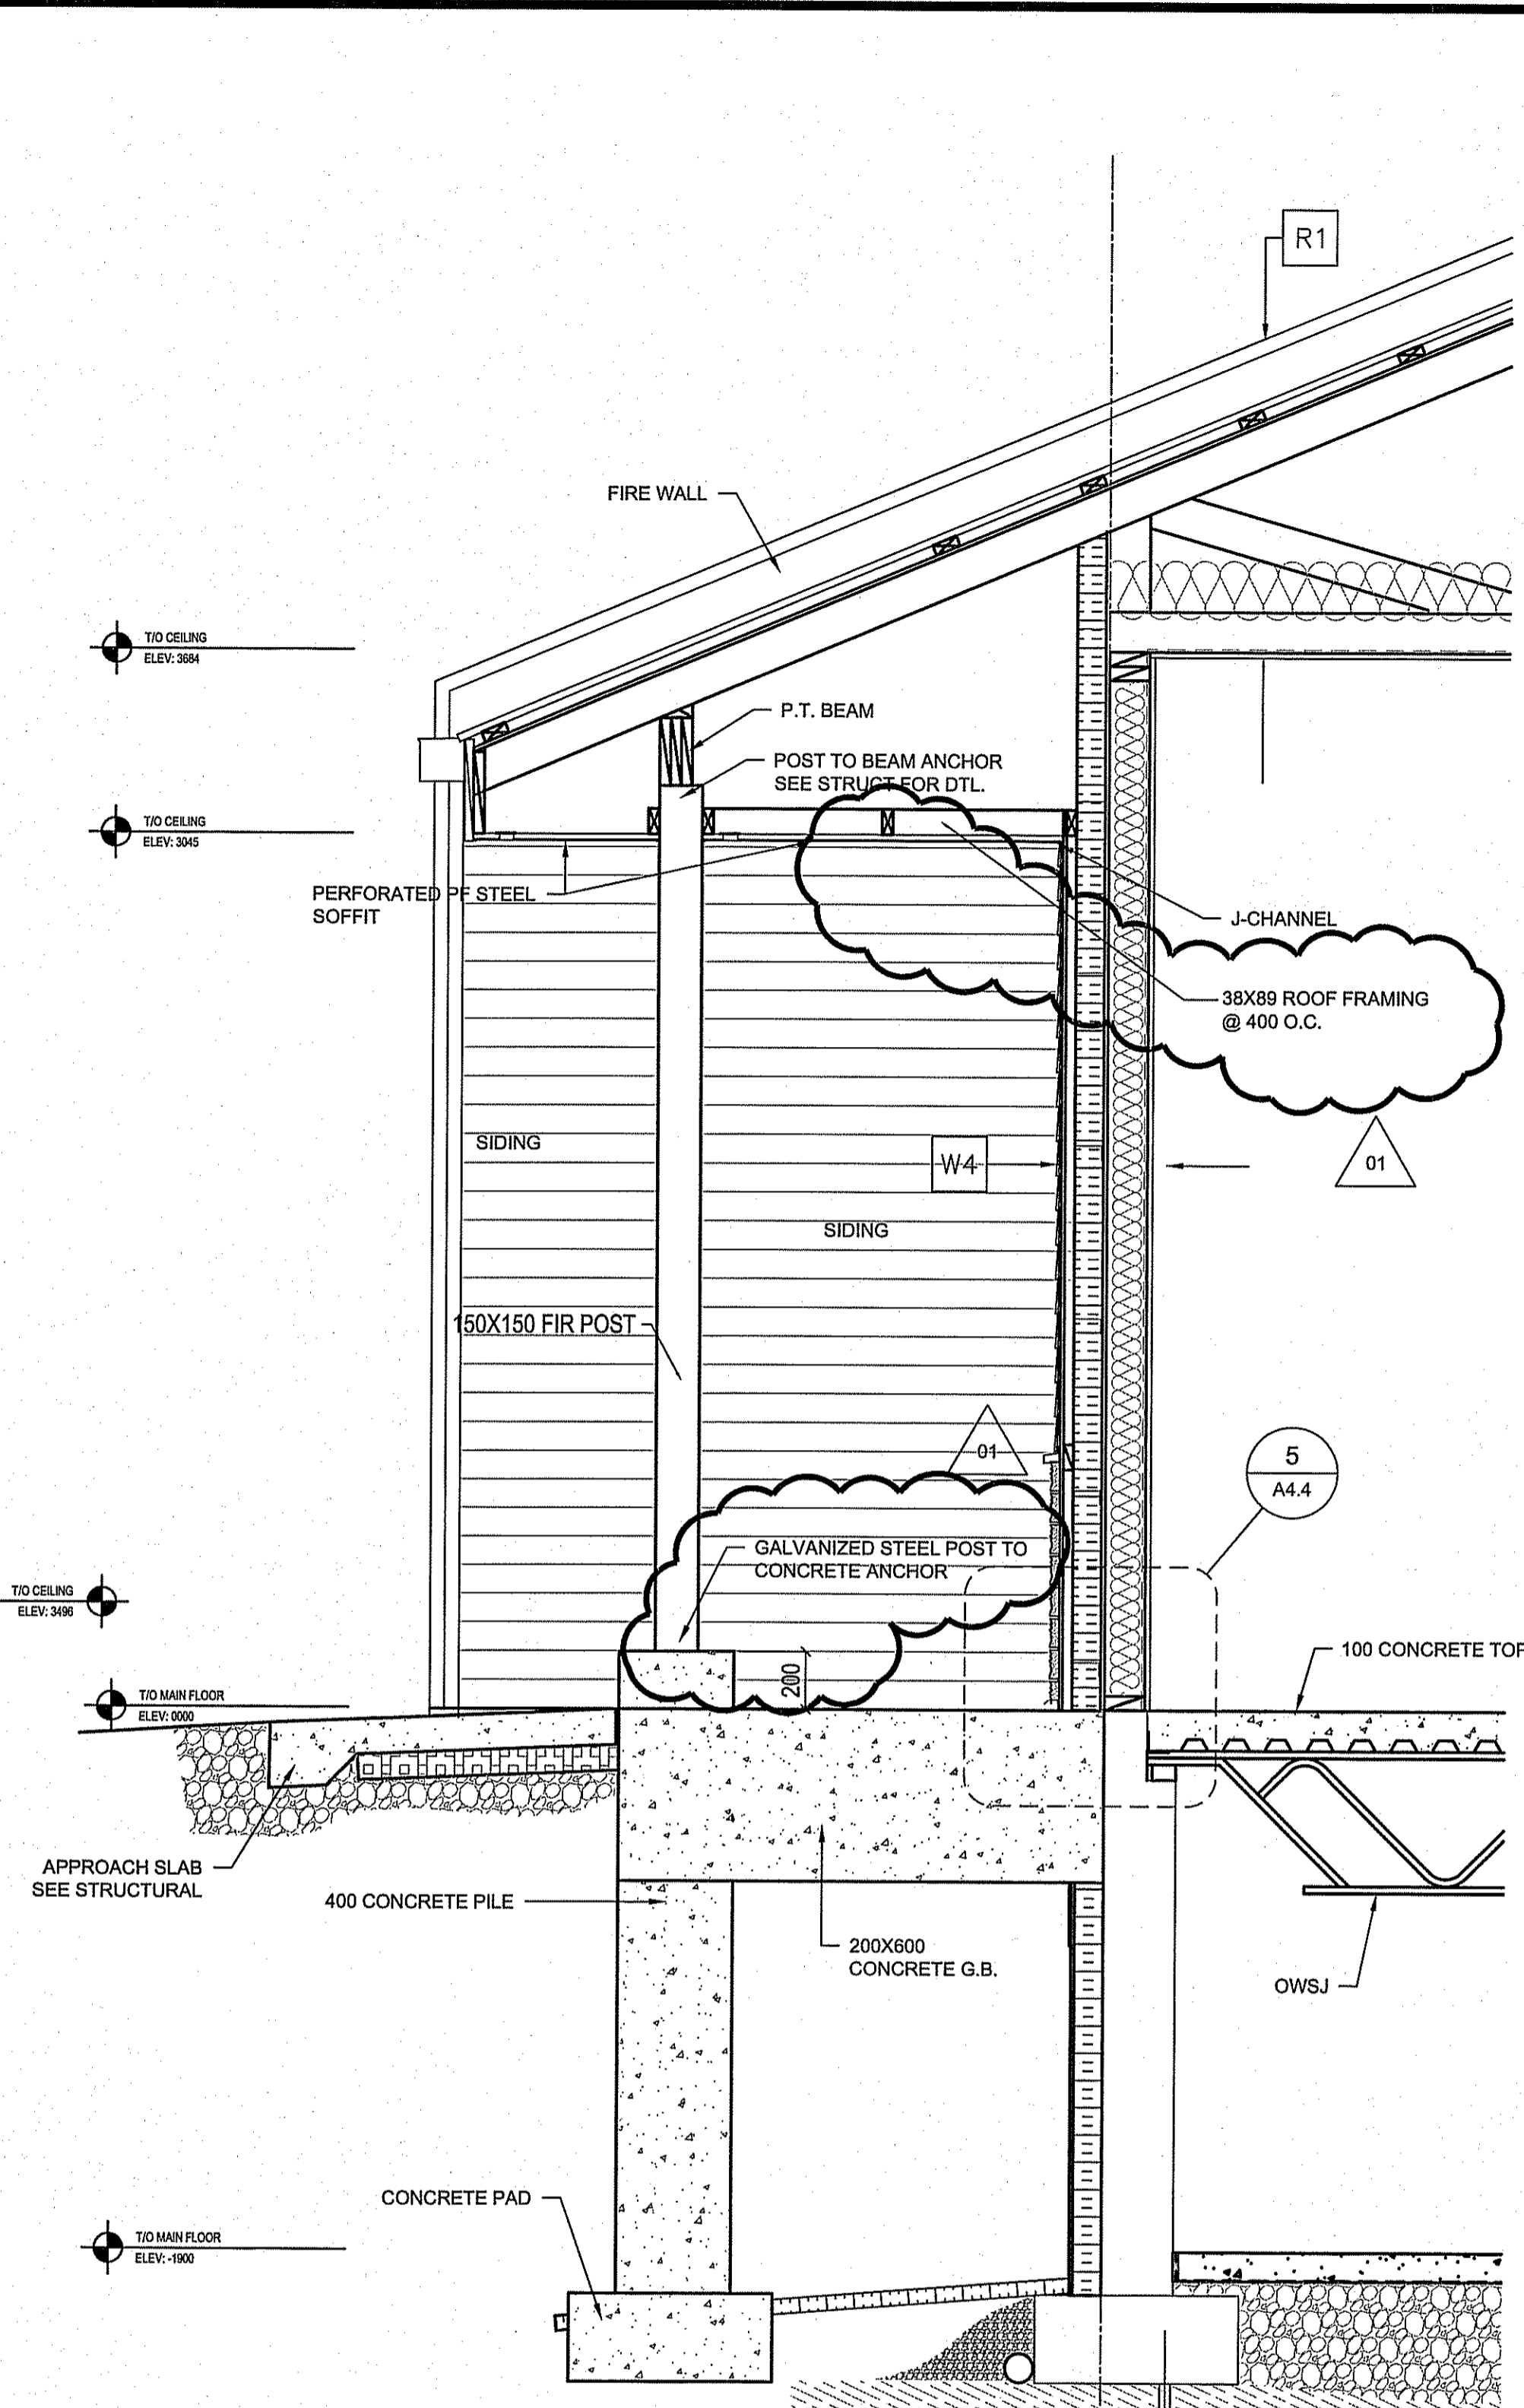 R1
FIRE WALL
T/O CEILING
ELEV: 3684
P.T. BEAM
POST TO BEAM ANCHOR
SEE STRUCT FOR DTL.
T/O CEILING
ELEV: 3045
PERFORATED PF STEEL
SOFFIT
J-CHANNEL
38X89 ROOF FRAMING
@ 400 O.C.
SIDING
W4
01
SIDING
150X150 FIR POST
01
5
A4.4
GALVANIZED STEEL POST TO
CONCRETE ANCHOR
T/O CEILING
ELEV: 3496
200
100 CONCRETE TOP
T/O MAIN FLOOR
ELEV: 0000
APPROACH SLAB
SEE STRUCTURAL
400 CONCRETE PILE
200X600
CONCRETE G.B.
OWSJ
CONCRETE PAD
T/O MAIN FLOOR
ELEV: -1900